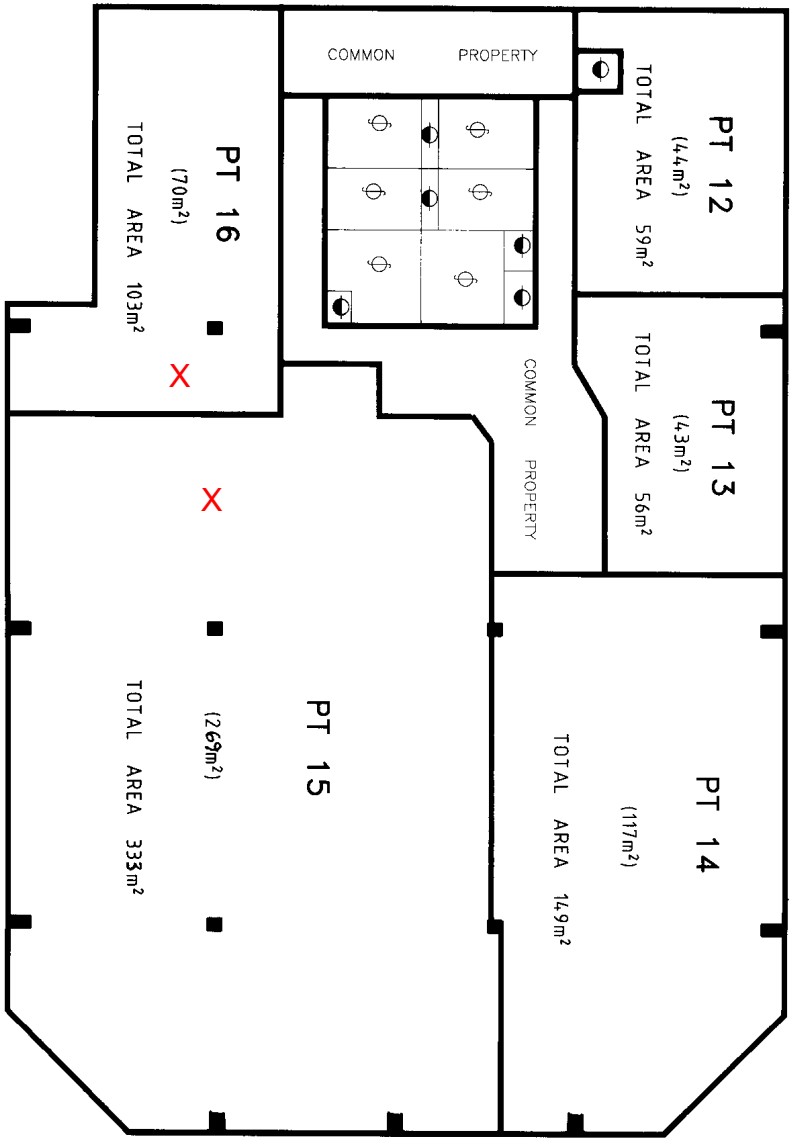 COMMON PROPERTY
PT 12
(44m²)
TOTAL AREA 59m²
PT 16
(70m²)
TOTAL AREA 103m²
X
COMMON PROPERTY
PT 13
(43m²)
TOTAL AREA 56m²
X
PT 15
(269m²)
TOTAL AREA 333m²
PT 14
(117m²)
TOTAL AREA 149m²